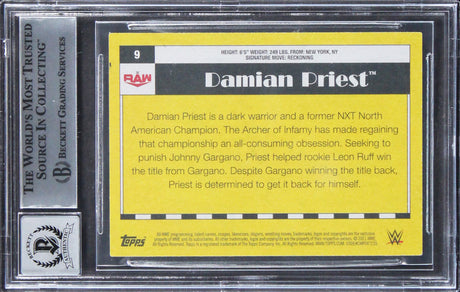 THE WORLD'S MOST TRUSTED
SOURCE IN COLLECTING™
BECKETT GRADING SERVICES
BECKETT
AUTHENTICS
9
HEIGHT: 6'5" WEIGHT: 249 LBS. FROM: NEW YORK, NY
SIGNATURE MOVE: RECKONING
RAW
Damian Priest™
Damian Priest is a dark warrior and a former NXT North
American Champion. The Archer of Infamy has made regaining
that championship an all-consuming obsession. Seeking to
punish Johnny Gargano, Priest helped rookie Leon Ruff win
the title from Gargano. Despite Gargano winning the title back,
Priest is determined to get it back for himself.
Topps